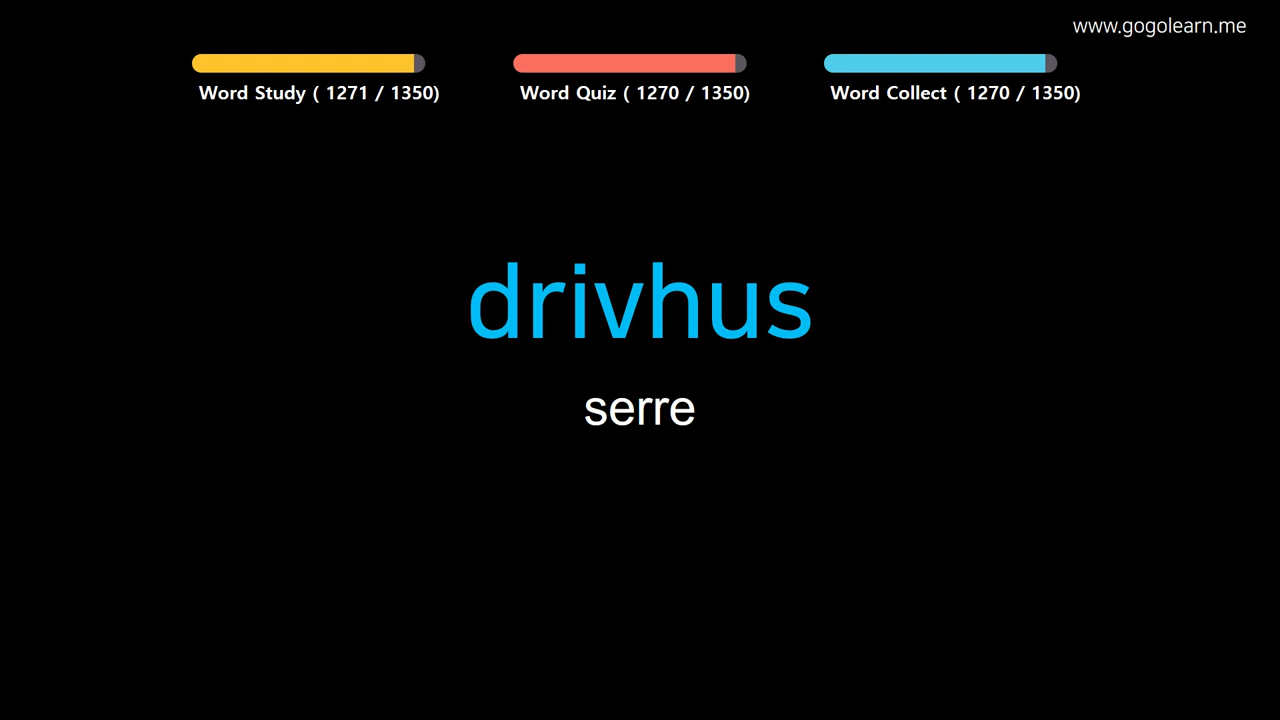 www.gogolearn.me
Word Study ( 1271 / 1350)
Word Quiz ( 1270 / 1350)
Word Collect ( 1270 / 1350)
drivhus
serre